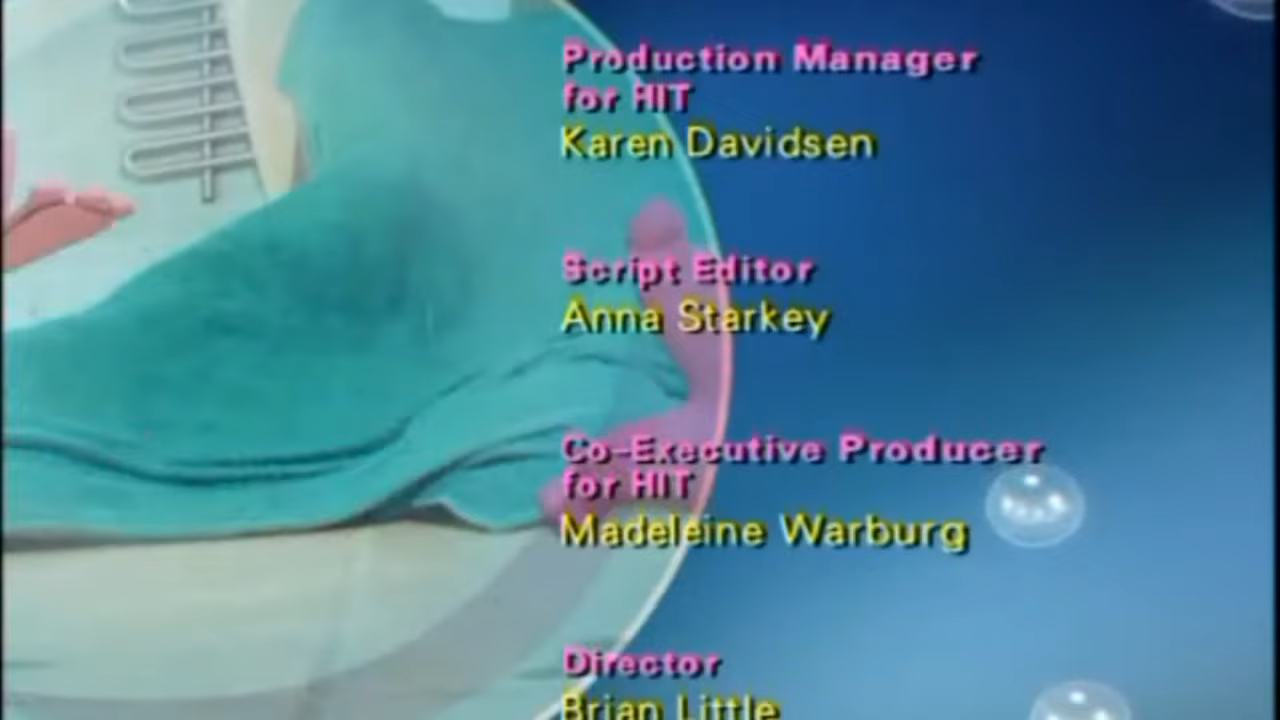 Production Manager
for HIT
Karen Davidsen
Script Editor
Anna Starkey
Co-Executive Producer
for HIT
Madeleine Warburg
Director
Brian Little